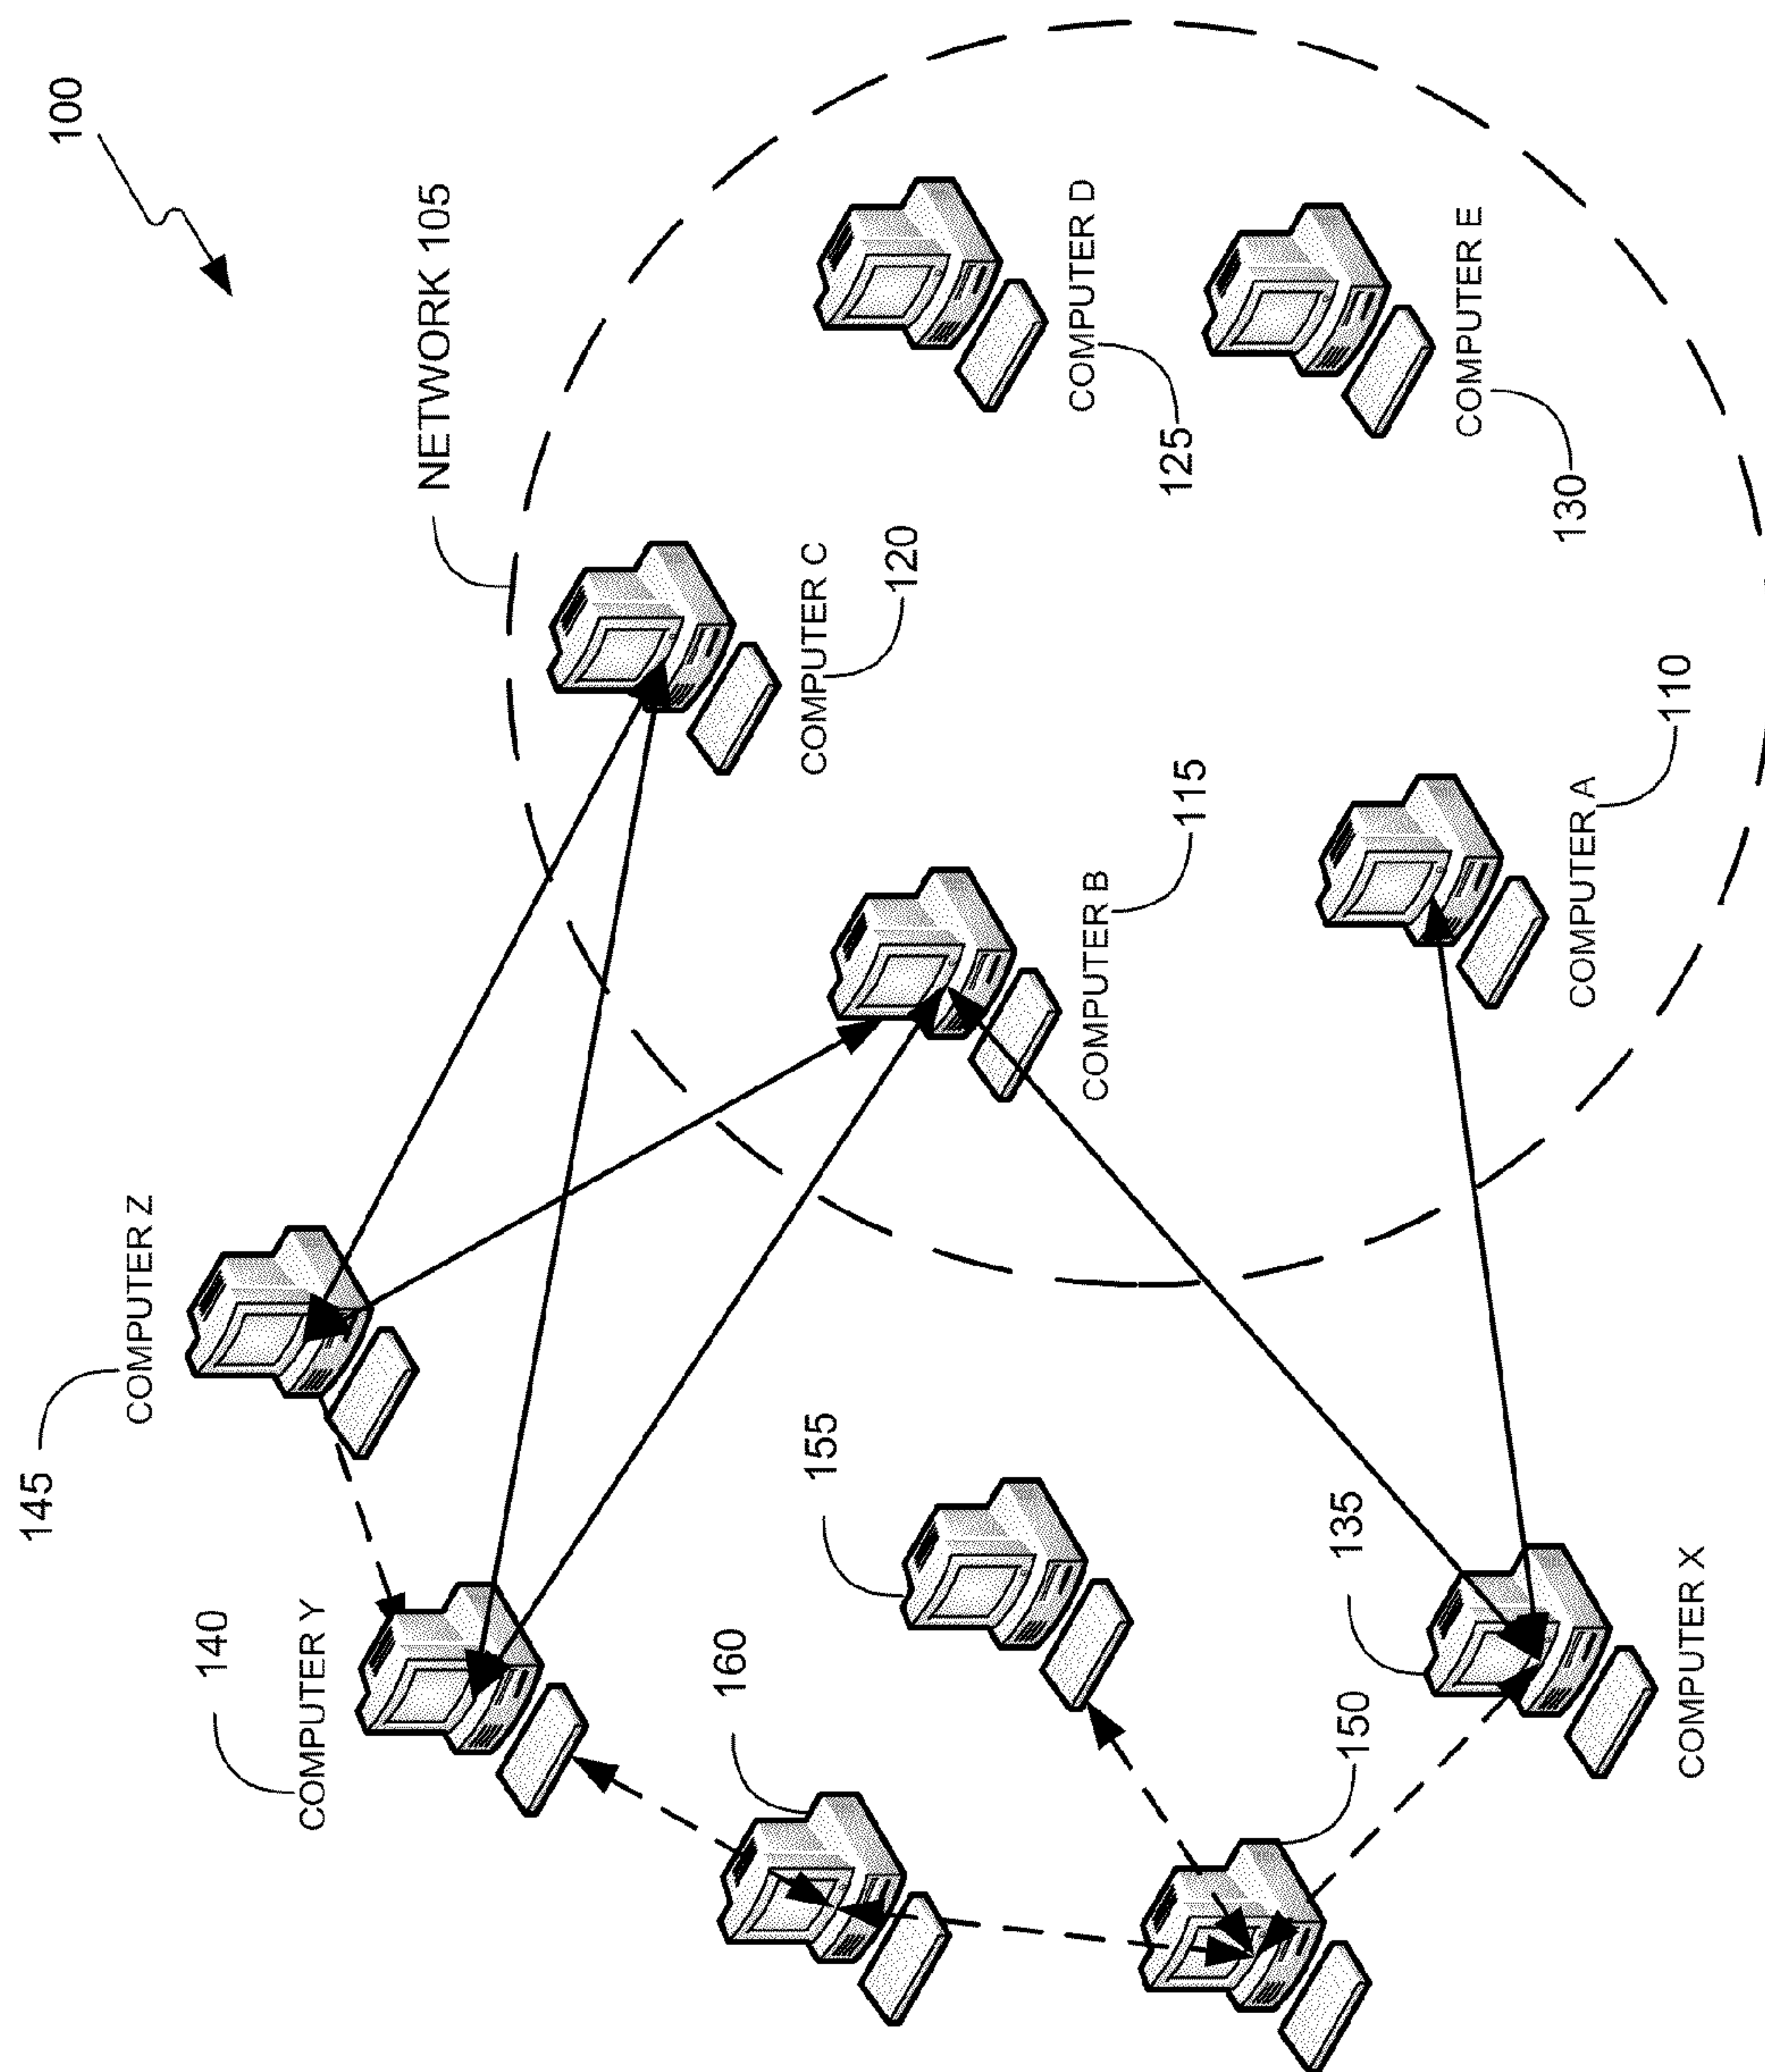 145
100
COMPUTER Z
140
COMPUTER Y
NETWORK 105
160
COMPUTER C
120
155
COMPUTER B
COMPUTER D
115
125
150
135
COMPUTER E
130
COMPUTER A
110
COMPUTER X